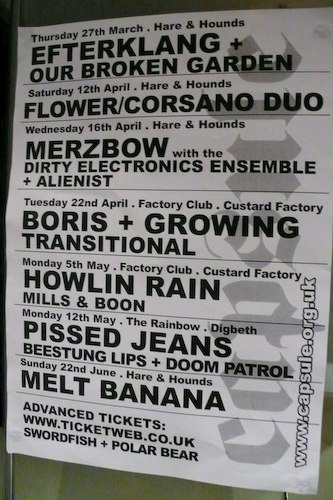 Thursday 27th March . Hare & Hounds
EFTERKLANG +
OUR BROKEN GARDEN
Saturday 12th April . Hare & Hounds
FLOWER/CORSANO DUO
Wednesday 16th April . Hare & Hounds
MERZBOW with the
DIRTY ELECTRONICS ENSEMBLE
+ ALIENIST
Tuesday 22nd April . Factory Club . Custard Factory
BORIS + GROWING
TRANSITIONAL
Monday 5th May . Factory Club . Custard Factory
HOWLIN RAIN
MILLS & BOON
Monday 12th May . The Rainbow . Digbeth
PISSED JEANS
BEESTUNG LIPS + DOOM PATROL
Sunday 22nd June . Hare & Hounds
MELT BANANA
ADVANCED TICKETS:
WWW.TICKETWEB.CO.UK
SWORDFISH + POLAR BEAR
www.capsule.org.uk
capsule